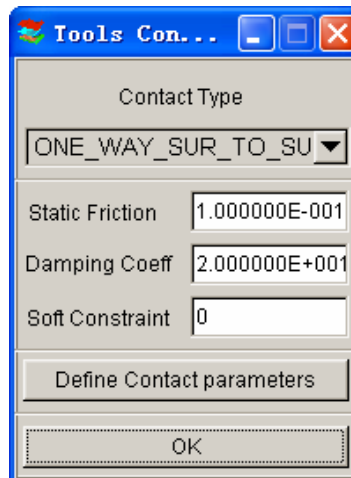 Tools Con...
Contact Type
ONE_WAY_SUR_TO_SU
Static Friction 1.000000E-001
Damping Coeff 2.000000E+001
Soft Constraint 0
Define Contact parameters
OK